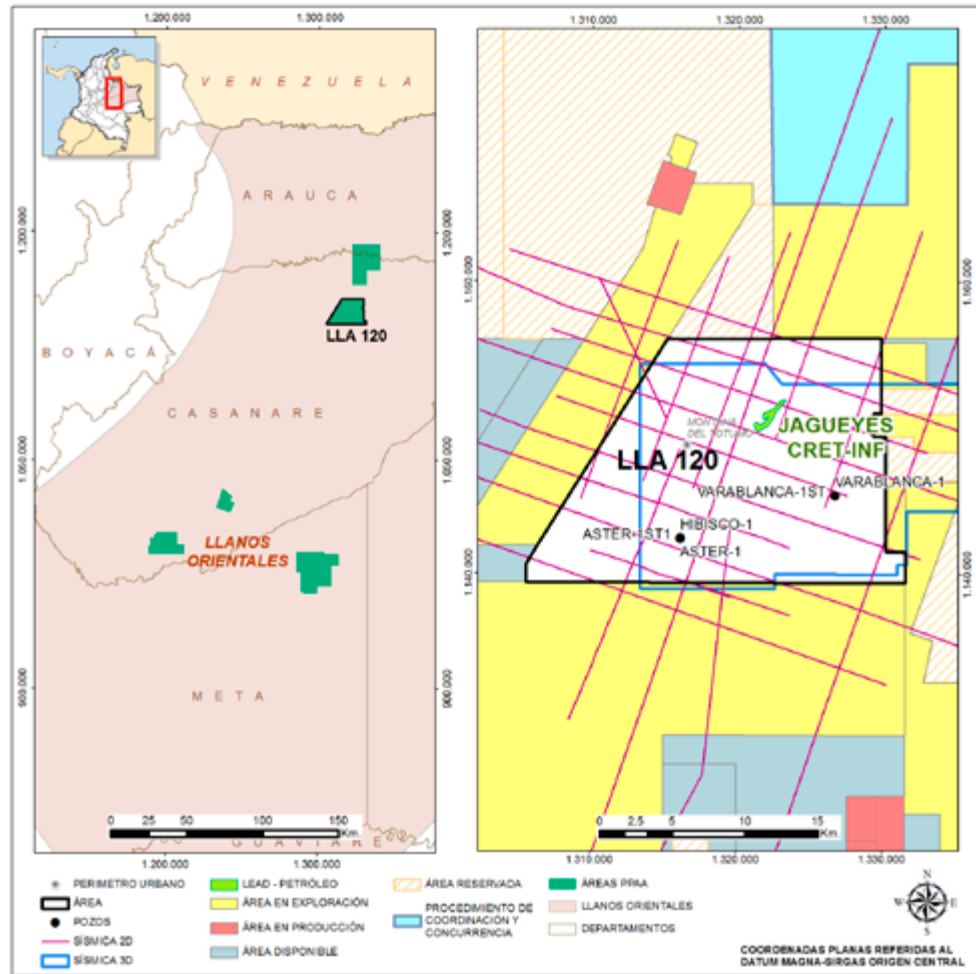 1.200.000
1.300.000
VENEZUELA
ARAUCA
1.200.000
1.200.000
LLA 120
BOYACÁ
CASANARE
1.050.000
1.050.000
LLANOS
ORIENTALES
META
900.000
900.000
0 25 50 100 150
Km.
GUAVIARE
1.200.000
1.300.000
1.310.000
1.320.000
1.330.000
1.160.000
1.160.000
MONTAÑA
DEL TOTUMO
JAGUEYES
CRET-INF
LLA 120
VARABLANCA-1ST
VARABLANCA-1
ASTER-1ST1
HIBISCO-1
ASTER-1
1.140.000
1.140.000
0 2,5 5 10 15
Km.
1.310.000
1.320.000
1.330.000
PERIMETRO URBANO
ÁREA
POZOS
SÍSMICA 2D
SÍSMICA 3D
LEAD - PETRÓLEO
ÁREA EN EXPLORACIÓN
ÁREA EN PRODUCCIÓN
ÁREA DISPONIBLE
ÁREA RESERVADA
PROCEDIMIENTO DE
COORDINACIÓN Y
CONCURRENCIA
ÁREAS PPAA
LLANOS ORIENTALES
DEPARTAMENTOS
N
W
E
S
COORDENADAS PLANAS REFERIDAS AL
DATUM MAGNA-SIRGAS ORIGEN CENTRAL